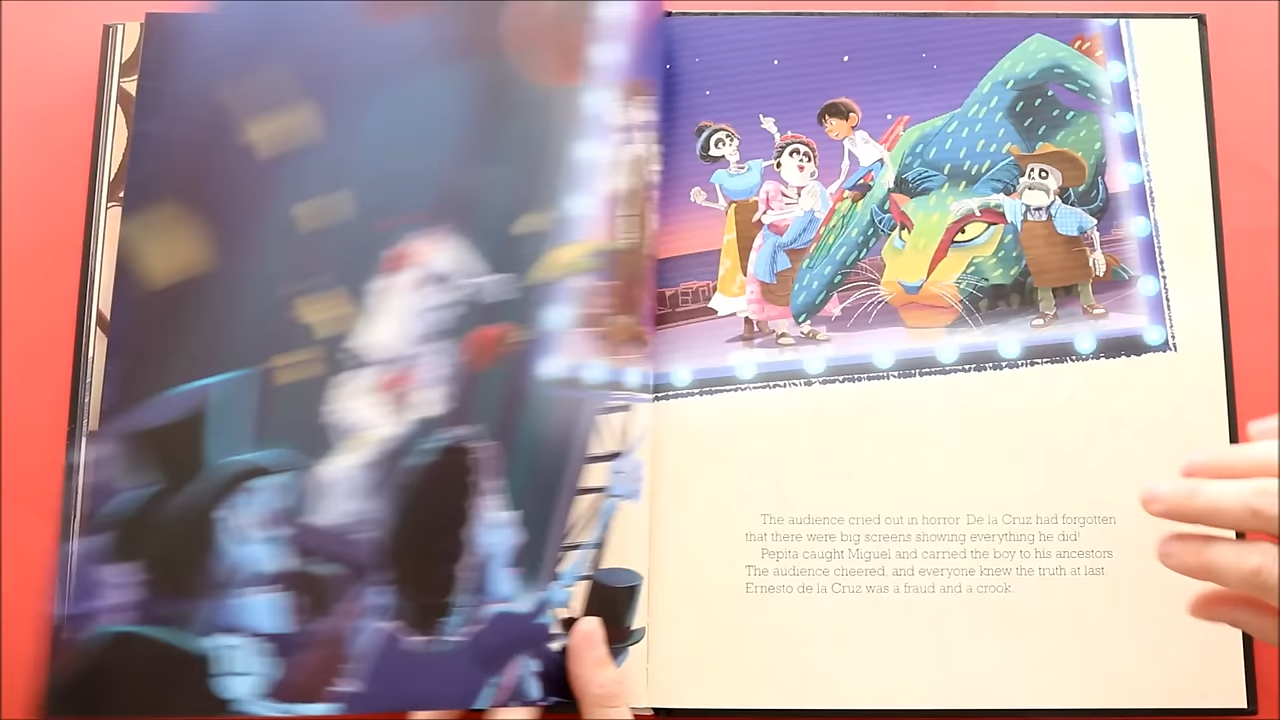 The audience cried out in horror. De la Cruz had forgotten
that there were big screens showing everything he did!
Pepita caught Miguel and carried the boy to his ancestors.
The audience cheered, and everyone knew the truth at last.
Ernesto de la Cruz was a fraud and a crook.